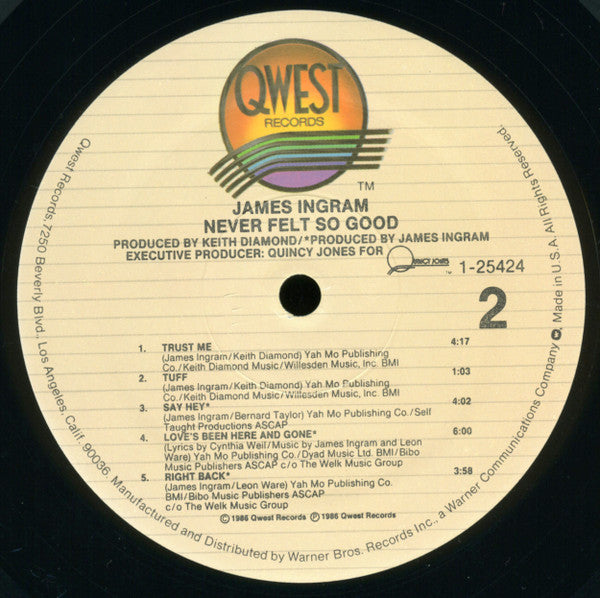 QWEST
RECORDS
TM
JAMES INGRAM
NEVER FELT SO GOOD
PRODUCED BY KEITH DIAMOND/*PRODUCED BY JAMES INGRAM
EXECUTIVE PRODUCER: QUINCY JONES FOR QUINCY JONES TM 1-25424
2
1. TRUST ME 4:17
(James Ingram/Keith Diamond) Yah Mo Publishing
Co./Keith Diamond Music/Willesden Music, Inc. BMI
2. TUFF 1:03
(James Ingram/Keith Diamond) Yah Mo Publishing
Co./Keith Diamond Music/Willesden Music, Inc. BMI
3. SAY HEY* 4:02
(James Ingram/Bernard Taylor) Yah Mo Publishing Co./Self
Taught Productions ASCAP
4. LOVE'S BEEN HERE AND GONE* 6:00
(Lyrics by Cynthia Weil/Music by James Ingram and Leon
Ware) Yah Mo Publishing Co./Dyad Music Ltd. BMI/Bibo
Music Publishers ASCAP c/o The Welk Music Group
5. RIGHT BACK* 3:58
(James Ingram/Leon Ware) Yah Mo Publishing Co.
BMI/Bibo Music Publishers ASCAP
c/o The Welk Music Group
© 1986 Qwest Records ℗ 1986 Qwest Records
Qwest Records, 7250 Beverly Blvd., Los Angeles, Calif. 90036. Manufactured and Distributed by Warner Bros. Records Inc., a Warner Communications Company Made in U.S.A. All Rights Reserved.